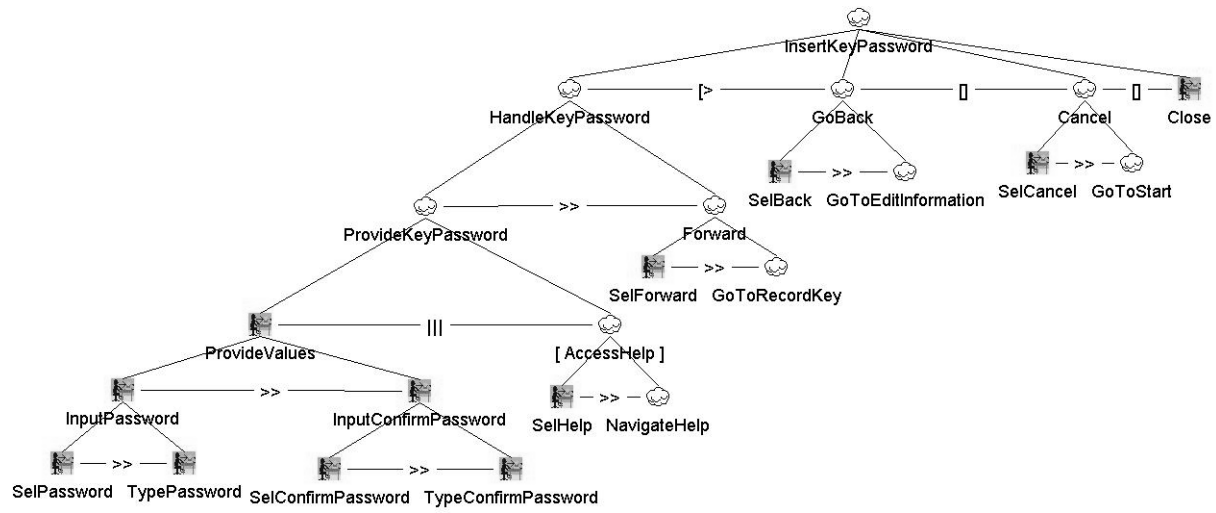 InsertKeyPassword
[> [] []
HandleKeyPassword GoBack Cancel Close
>> >>
SelBack GoToEditInformation SelCancel GoToStart
>>
ProvideKeyPassword Forward
>>
SelForward GoToRecordKey
|||
ProvideValues [ AccessHelp ]
>> >>
InputPassword InputConfirmPassword SelHelp NavigateHelp
>> >>
SelPassword TypePassword SelConfirmPassword TypeConfirmPassword